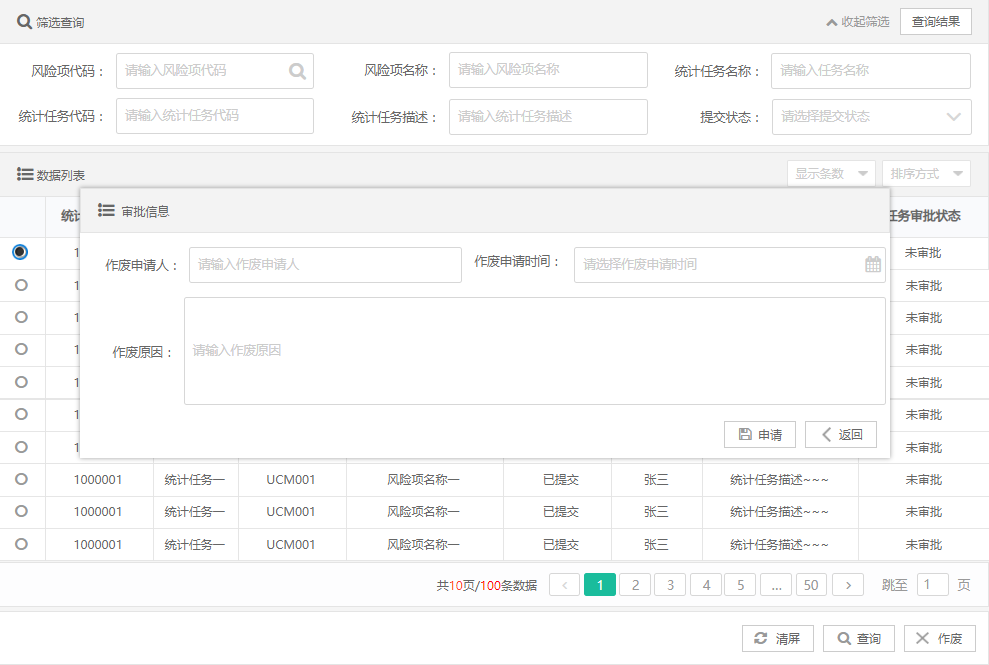 筛选查询 收起筛选 查询结果
风险项代码： 请输入风险项代码 风险项名称： 请输入风险项名称 统计任务名称： 请输入任务名称
统计任务代码： 请输入统计任务代码 统计任务描述： 请输入统计任务描述 提交状态： 请选择提交状态
数据列表 显示条数 排序方式
统计 任务审批状态
审批信息
1 未审批
作废申请人： 请输入作废申请人 作废申请时间： 请选择作废申请时间
1 未审批
1 未审批
1 未审批
作废原因： 请输入作废原因
1 未审批
1 未审批
1 未审批
申请 返回
1000001 统计任务一 UCM001 风险项名称一 已提交 张三 统计任务描述~~~ 未审批
1000001 统计任务一 UCM001 风险项名称一 已提交 张三 统计任务描述~~~ 未审批
1000001 统计任务一 UCM001 风险项名称一 已提交 张三 统计任务描述~~~ 未审批
共10页/100条数据 < 1 2 3 4 5 ... 50 > 跳至 1 页
清屏 查询 作废